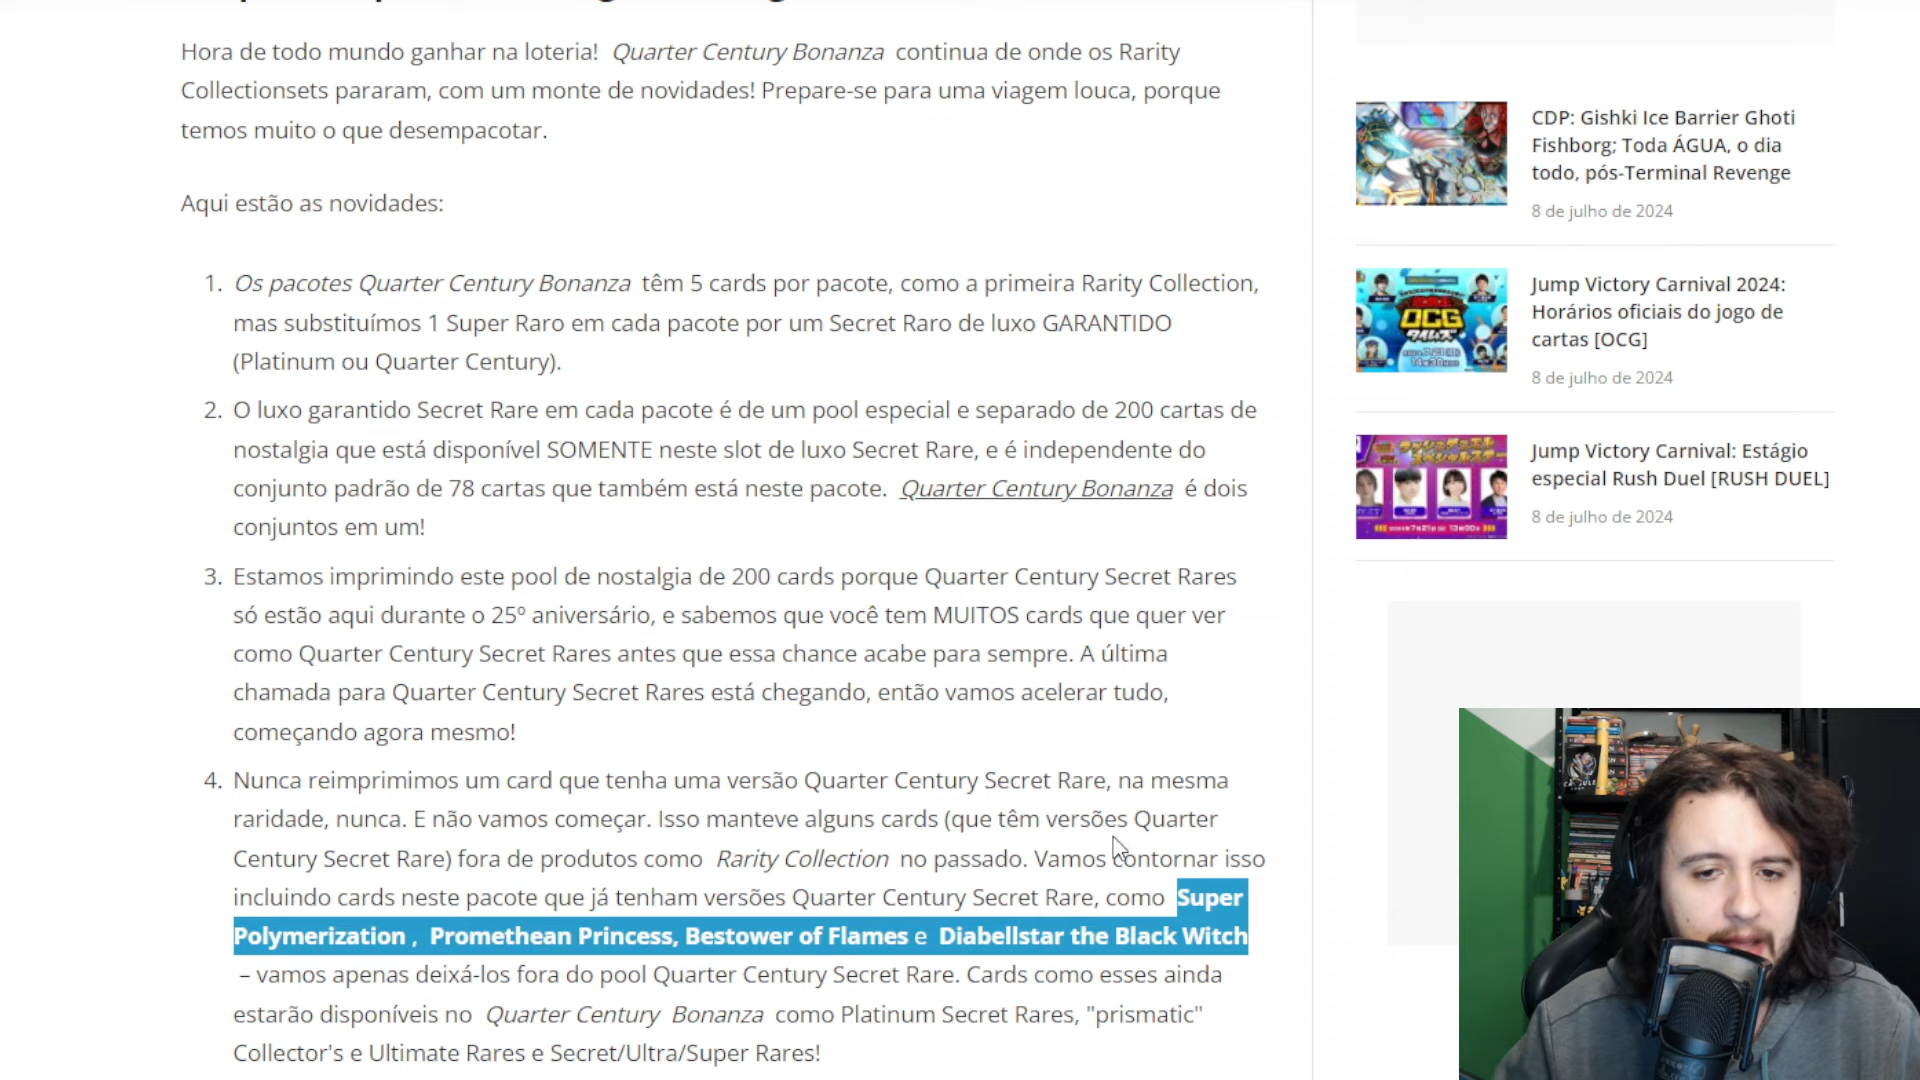 Hora de todo mundo ganhar na loteria! Quarter Century Bonanza continua de onde os Rarity
Collectionsets pararam, com um monte de novidades! Prepare-se para uma viagem louca, porque
temos muito o que desempacotar.
Aqui estão as novidades:
1. Os pacotes Quarter Century Bonanza têm 5 cards por pacote, como a primeira Rarity Collection,
mas substituímos 1 Super Raro em cada pacote por um Secret Raro de luxo GARANTIDO
(Platinum ou Quarter Century).
2. O luxo garantido Secret Rare em cada pacote é de um pool especial e separado de 200 cartas de
nostalgia que está disponível SOMENTE neste slot de luxo Secret Rare, e é independente do
conjunto padrão de 78 cartas que também está neste pacote. Quarter Century Bonanza é dois
conjuntos em um!
3. Estamos imprimindo este pool de nostalgia de 200 cards porque Quarter Century Secret Rares
só estão aqui durante o 25º aniversário, e sabemos que você tem MUITOS cards que quer ver
como Quarter Century Secret Rares antes que essa chance acabe para sempre. A última
chamada para Quarter Century Secret Rares está chegando, então vamos acelerar tudo,
começando agora mesmo!
4. Nunca reimprimimos um card que tenha uma versão Quarter Century Secret Rare, na mesma
raridade, nunca. E não vamos começar. Isso manteve alguns cards (que têm versões Quarter
Century Secret Rare) fora de produtos como Rarity Collection no passado. Vamos contornar isso
incluindo cards neste pacote que já tenham versões Quarter Century Secret Rare, como Super
Polymerization , Promethean Princess, Bestower of Flames e Diabellstar the Black Witch
– vamos apenas deixá-los fora do pool Quarter Century Secret Rare. Cards como esses ainda
estarão disponíveis no Quarter Century Bonanza como Platinum Secret Rares, "prismatic"
Collector's e Ultimate Rares e Secret/Ultra/Super Rares!
CDP: Gishki Ice Barrier Ghoti
Fishborg; Toda ÁGUA, o dia
todo, pós-Terminal Revenge
8 de julho de 2024
OCG
Jump Victory Carnival 2024:
Horários oficiais do jogo de
cartas [OCG]
8 de julho de 2024
Jump Victory Carnival: Estágio
especial Rush Duel [RUSH DUEL]
8 de julho de 2024